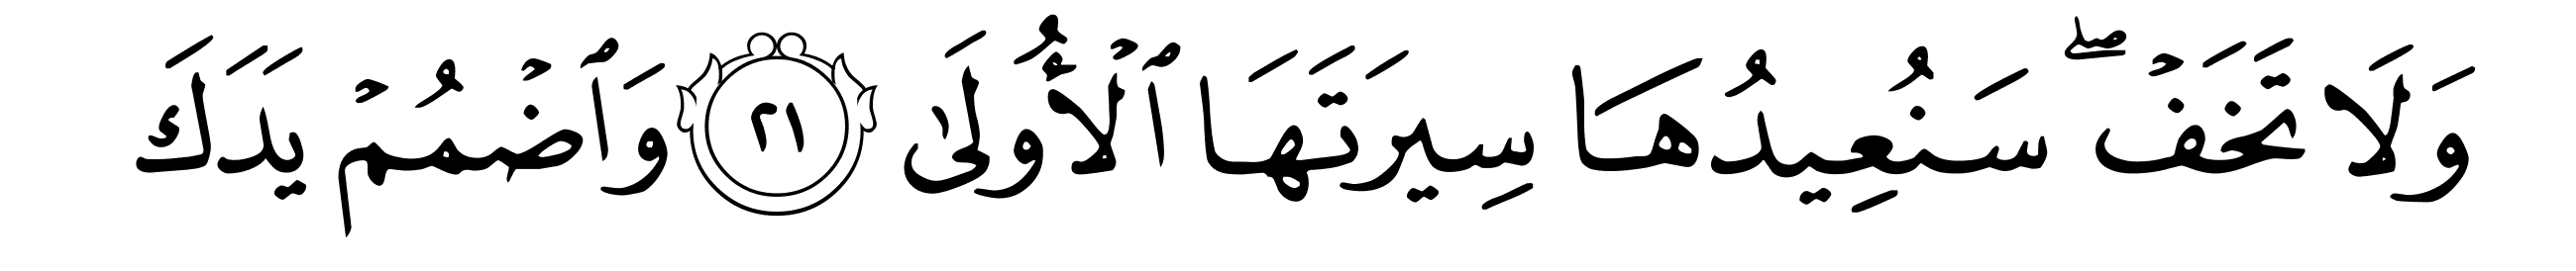 وَلَا تَخَفۡۖ سَنُعِيدُهَا سِيرَتَهَا ٱلۡأُولَىٰ ٢١ وَٱضۡمُمۡ يَدَكَ